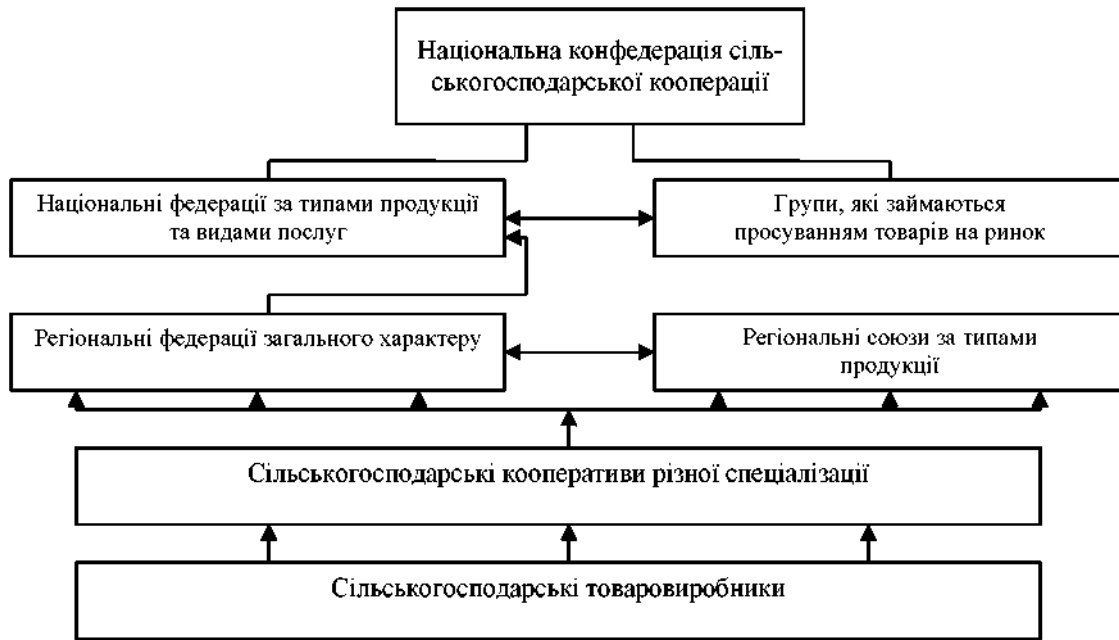 Національна конфедерація сіль-
ськогосподарської кооперації
Національні федерації за типами продукції
та видами послуг
Групи, які займаються
просуванням товарів на ринок
Регіональні федерації загального характеру
Регіональні союзи за типами
продукції
Сільськогосподарські кооперативи різної спеціалізації
Сільськогосподарські товаровиробники